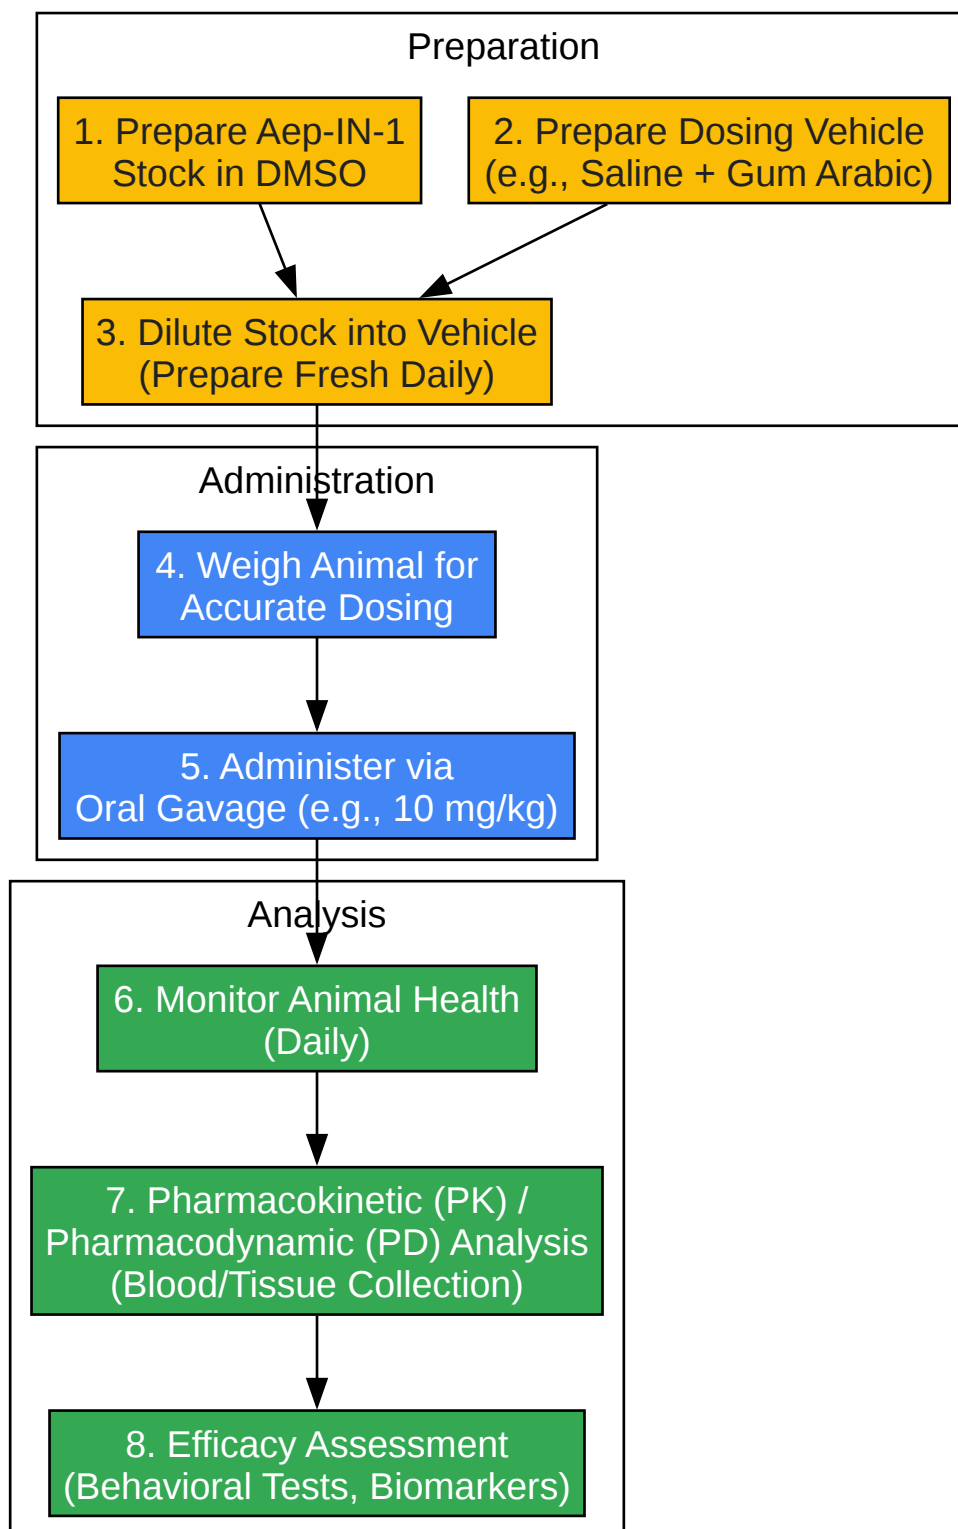 Preparation
1. Prepare Aep-IN-1
Stock in DMSO
2. Prepare Dosing Vehicle
(e.g., Saline + Gum Arabic)
3. Dilute Stock into Vehicle
(Prepare Fresh Daily)
Administration
4. Weigh Animal for
Accurate Dosing
5. Administer via
Oral Gavage (e.g., 10 mg/kg)
Analysis
6. Monitor Animal Health
(Daily)
7. Pharmacokinetic (PK) /
Pharmacodynamic (PD) Analysis
(Blood/Tissue Collection)
8. Efficacy Assessment
(Behavioral Tests, Biomarkers)